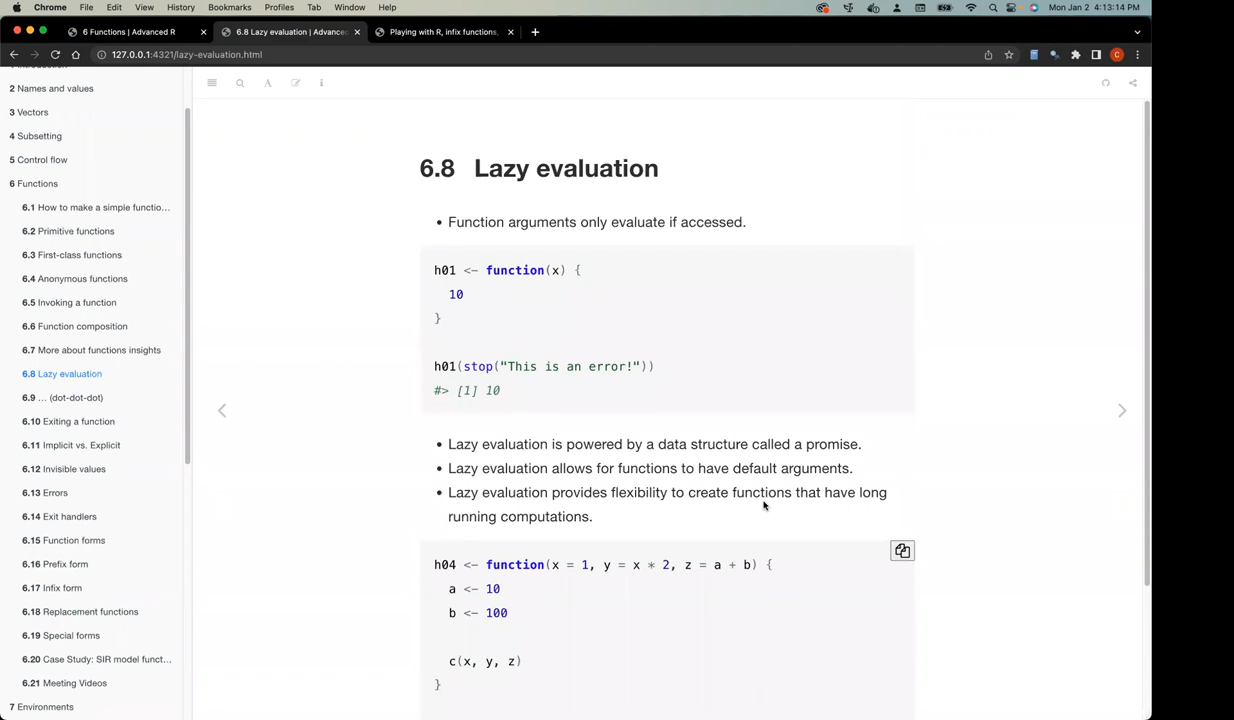 Chrome File Edit View History Bookmarks Profiles Tab Window Help Mon Jan 2 4:13:14 PM
6 Functions | Advanced R
6.8 Lazy evaluation | Advance
Playing with R, infix functions,
127.0.0.1:4321/lazy-evaluation.html
C
2 Names and values
3 Vectors
4 Subsetting
5 Control flow
6 Functions
6.1 How to make a simple functio…
6.2 Primitive functions
6.3 First-class functions
6.4 Anonymous functions
6.5 Invoking a function
6.6 Function composition
6.7 More about functions insights
6.8 Lazy evaluation
6.9 ... (dot-dot-dot)
6.10 Exiting a function
6.11 Implicit vs. Explicit
6.12 Invisible values
6.13 Errors
6.14 Exit handlers
6.15 Function forms
6.16 Prefix form
6.17 Infix form
6.18 Replacement functions
6.19 Special forms
6.20 Case Study: SIR model funct…
6.21 Meeting Videos
7 Environments
A
i
6.8 Lazy evaluation
• Function arguments only evaluate if accessed.
h01 <- function(x) {
10
}
h01(stop("This is an error!"))
#> [1] 10
• Lazy evaluation is powered by a data structure called a promise.
• Lazy evaluation allows for functions to have default arguments.
• Lazy evaluation provides flexibility to create functions that have long
running computations.
h04 <- function(x = 1, y = x * 2, z = a + b) {
a <- 10
b <- 100
c(x, y, z)
}